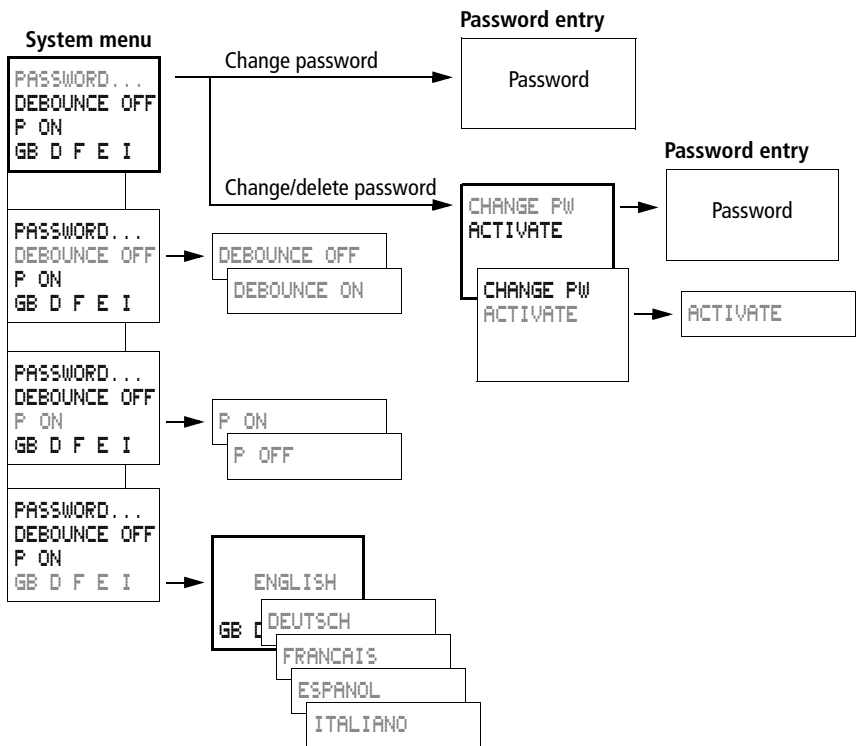 Password entry
System menu
Change password
PASSWORD...
DEBOUNCE OFF
P ON
GB D F E I
Password
Password entry
Change/delete password
CHANGE PW
ACTIVATE
Password
PASSWORD...
DEBOUNCE OFF
P ON
GB D F E I
DEBOUNCE OFF
DEBOUNCE ON
CHANGE PW
ACTIVATE
ACTIVATE
PASSWORD...
DEBOUNCE OFF
P ON
GB D F E I
P ON
P OFF
PASSWORD...
DEBOUNCE OFF
P ON
GB D F E I
ENGLISH
GB D
DEUTSCH
FRANCAIS
ESPANOL
ITALIANO